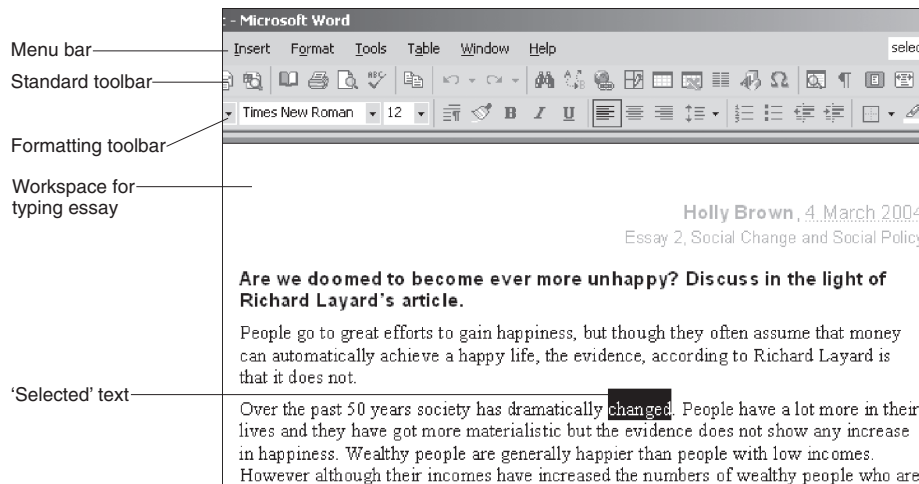 : - Microsoft Word
Menu bar
Insert Format Tools Table Window Help
Standard toolbar
Times New Roman 12 B I U
Formatting toolbar
Workspace for
typing essay
Holly Brown, 4 March 2004
Essay 2, Social Change and Social Policy
Are we doomed to become ever more unhappy? Discuss in the light of
Richard Layard's article.
People go to great efforts to gain happiness, but though they often assume that money
can automatically achieve a happy life, the evidence, according to Richard Layard is
that it does not.
'Selected' text
Over the past 50 years society has dramatically changed. People have a lot more in their
lives and they have got more materialistic but the evidence does not show any increase
in happiness. Wealthy people are generally happier than people with low incomes.
However although their incomes have increased the numbers of wealthy people who are